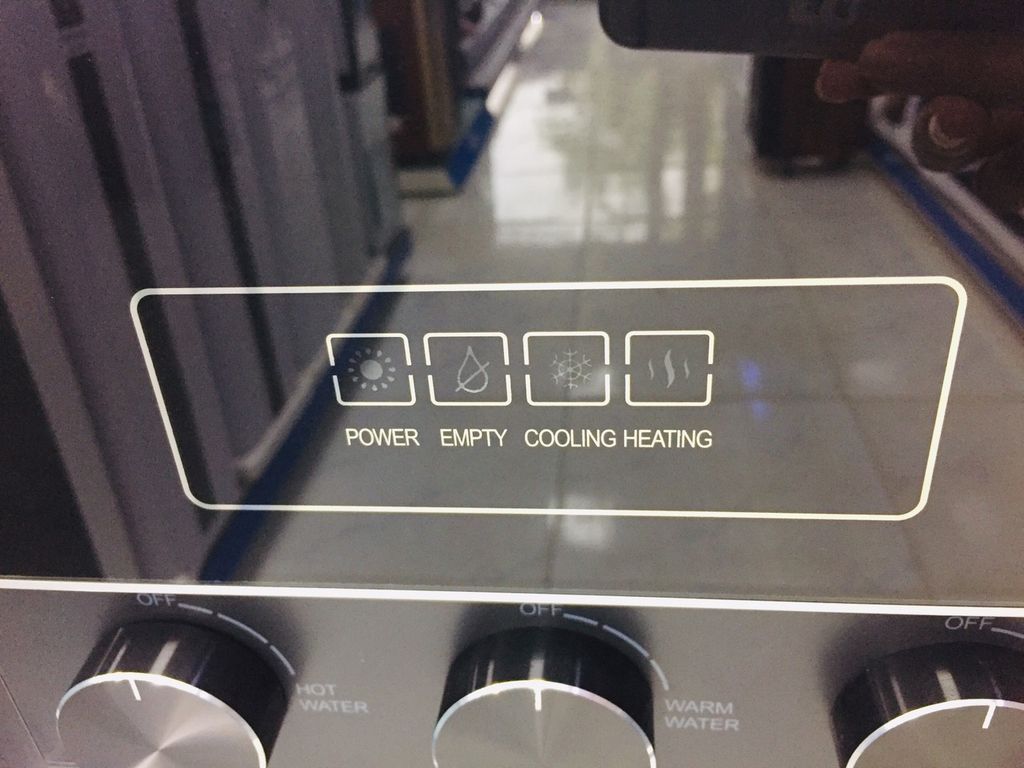 POWER EMPTY COOLING HEATING
OFF
OFF
OFF
HOT
WATER
WARM
WATER